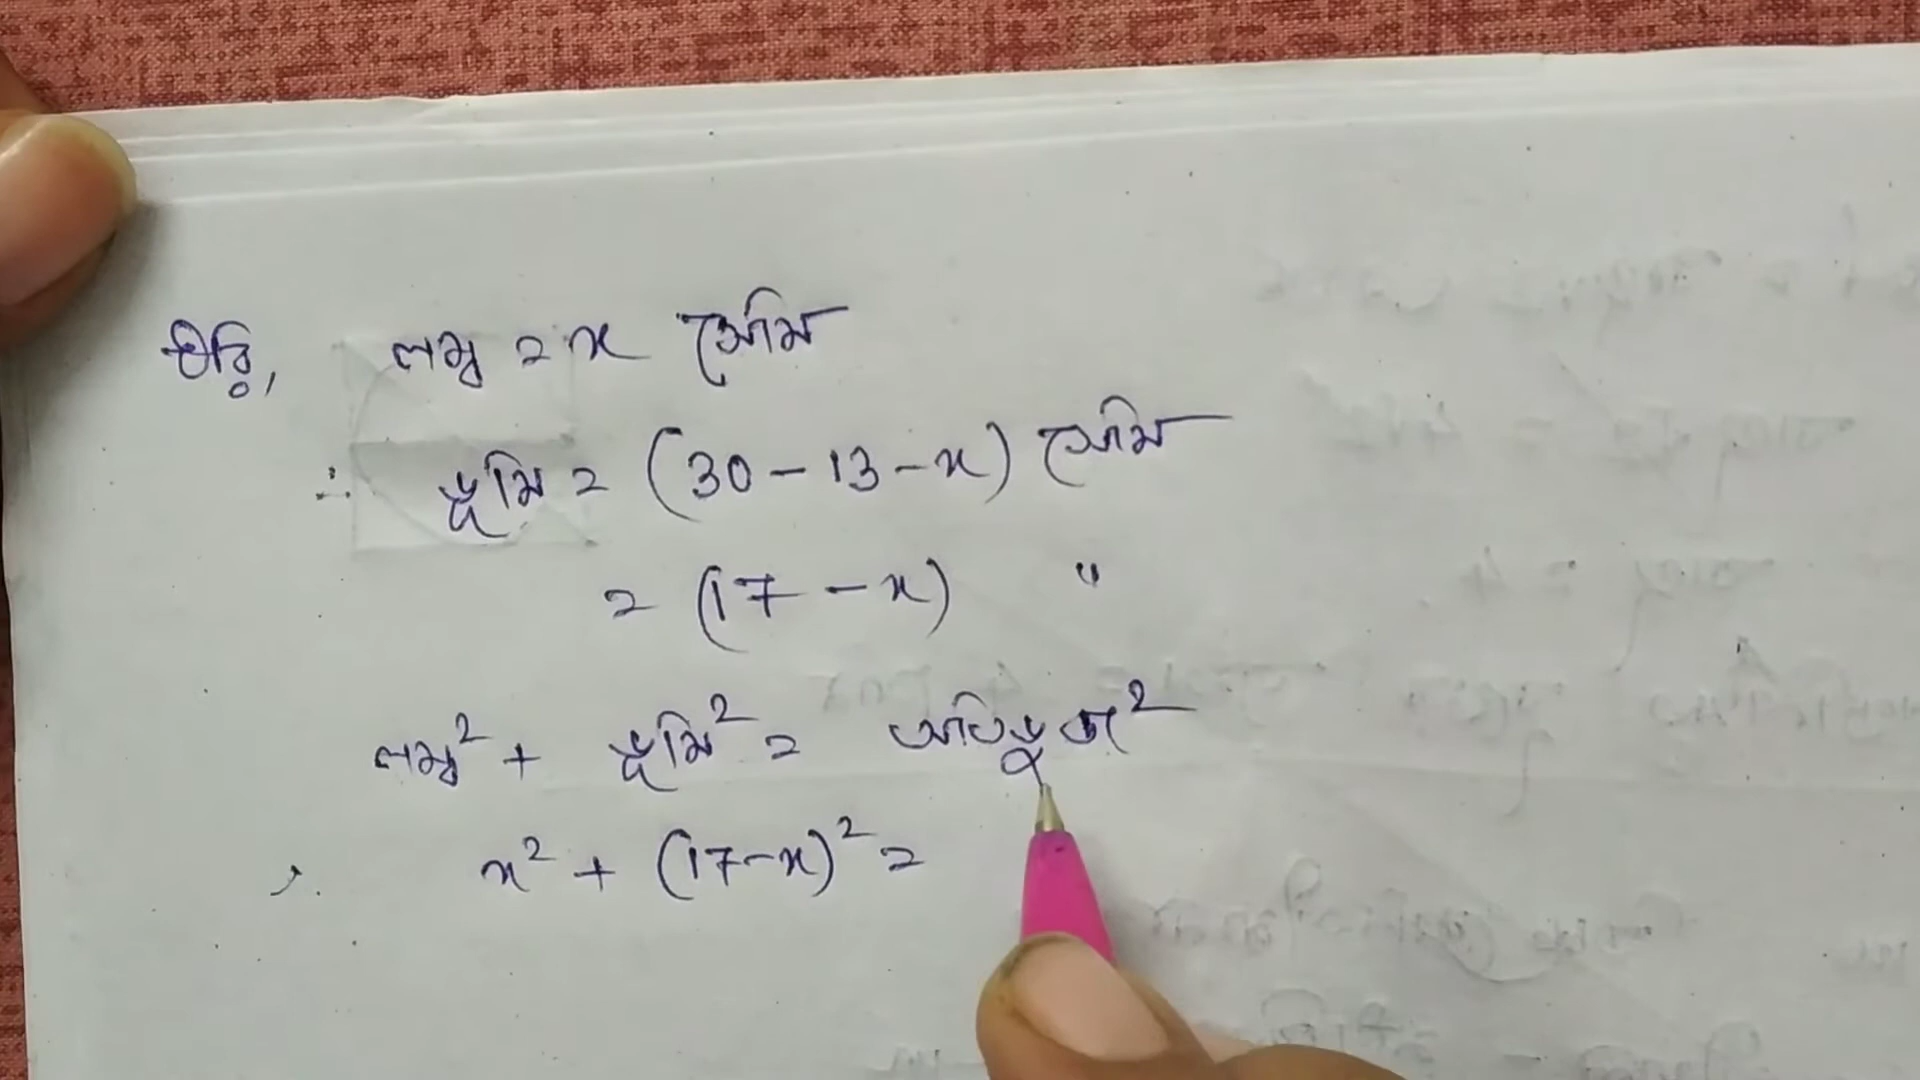 ধরি, লম্ব = x সেমি
∴ ভূমি = (30 - 13 - x) সেমি
= (17 - x) "
লম্ব² + ভূমি² = অতিভুজ²
∴ x² + (17-x)² =